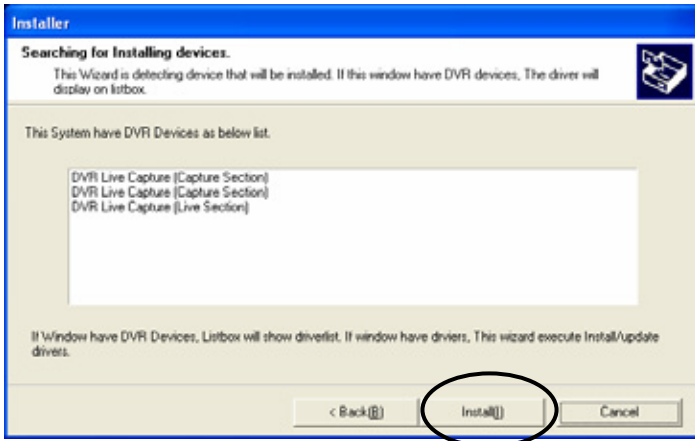 Installer
Searching for Installing devices.
This Wizard is detecting device that will be installed. If this window have DVR devices, The driver will
display on listbox.
This System have DVR Devices as below list.
DVR Live Capture (Capture Section)
DVR Live Capture (Capture Section)
DVR Live Capture (Live Section)
If Window have DVR Devices, Listbox will show driverlist. If window have drviers, This wizard execute Install/update
drivers.
< Back(B) Install(I) Cancel